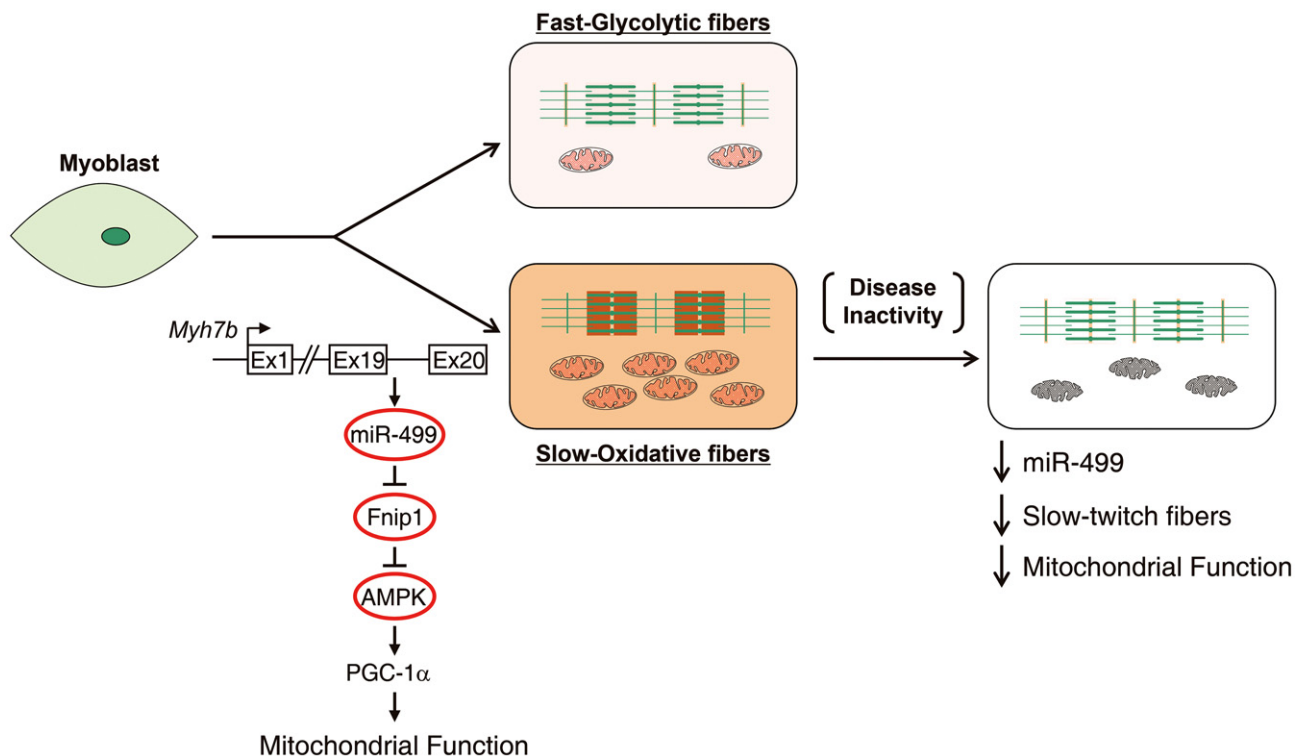 Fast-Glycolytic fibers
Myoblast
Myh7b
Ex1
Ex19
Ex20
miR-499
Fnip1
AMPK
PGC-1α
Mitochondrial Function
Slow-Oxidative fibers
Disease
Inactivity
miR-499
Slow-twitch fibers
Mitochondrial Function